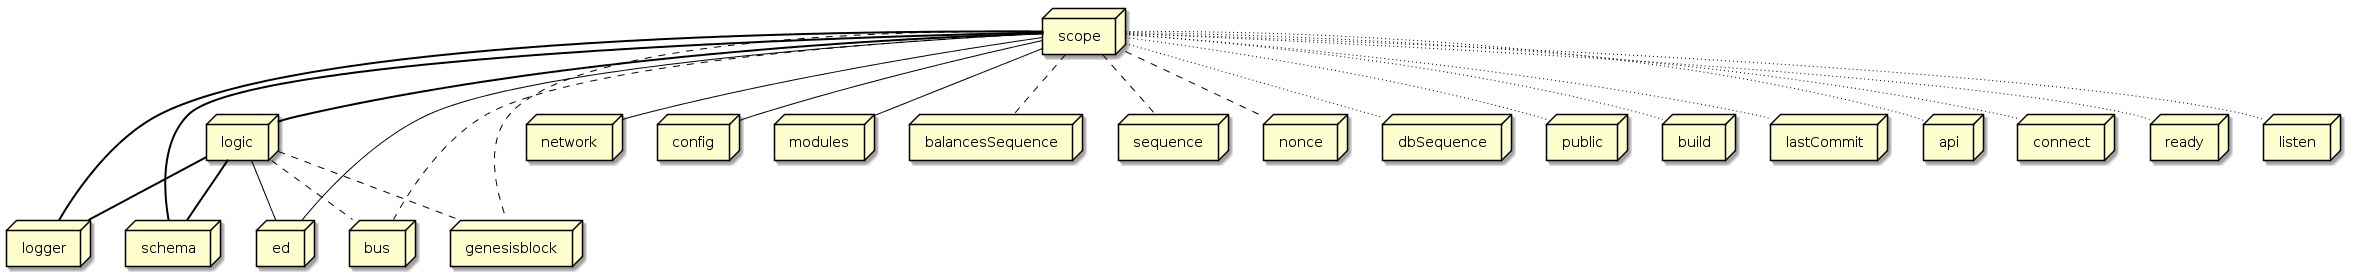 scope
logic
network
config
modules
balancesSequence
sequence
nonce
dbSequence
public
build
lastCommit
api
connect
ready
listen
logger
schema
ed
bus
genesisblock